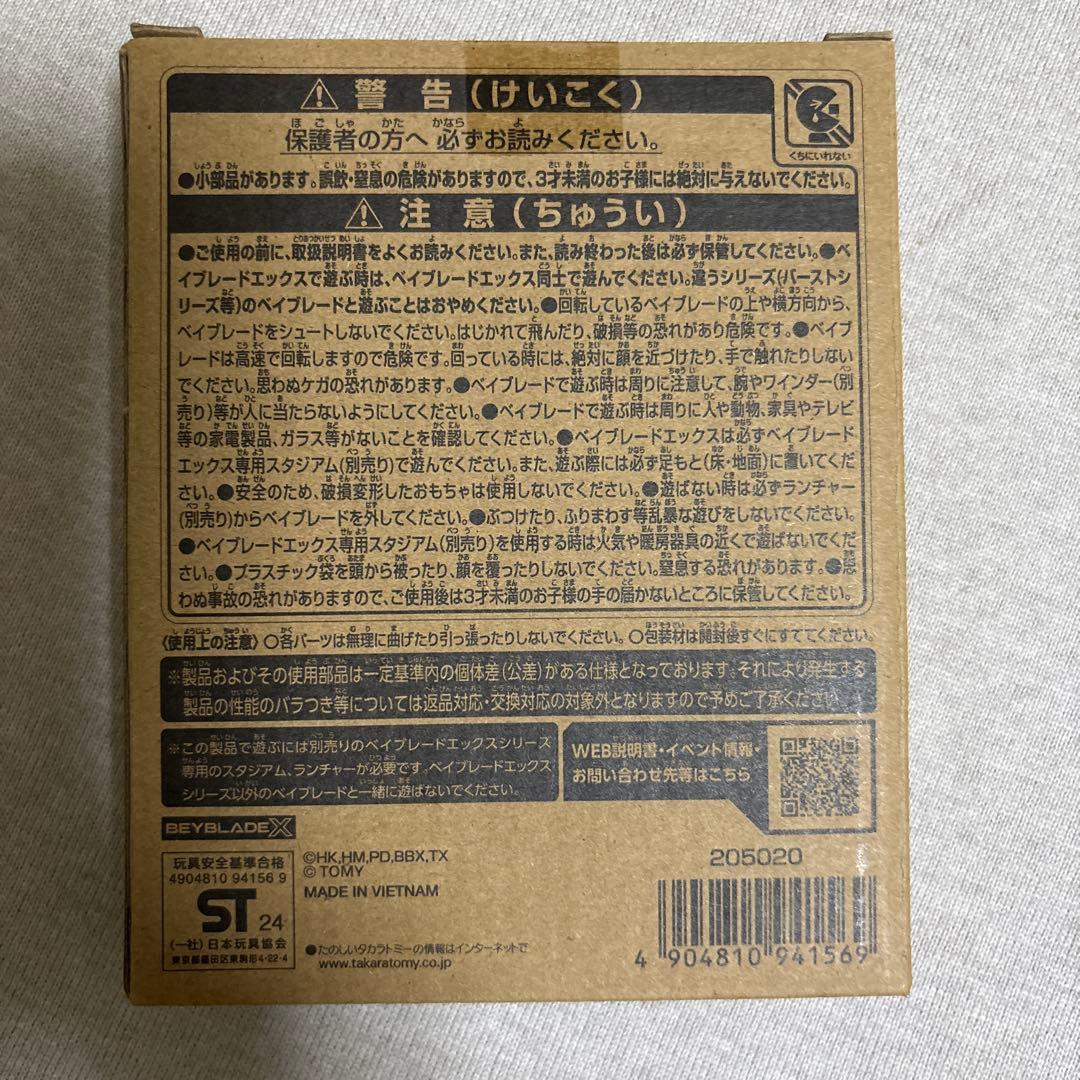 ⚠警 告(けいこく)
保護者の方へ 必ずお読みください。
くちにいれない
●小部品があります。誤飲・窒息の危険がありますので、3才未満のお子様には絶対に与えないでください。
⚠注 意(ちゅうい)
●ご使用の前に、取扱説明書をよくお読みください。また、読み終わった後は必ず保管してください。●ベ
イブレードエックスで遊ぶ時は、ベイブレードエックス同士で遊んでください。違うシリーズ(バーストシ
リーズ等)のベイブレードと遊ぶことはおやめください。●回転しているベイブレードの上や横方向から、
ベイブレードをシュートしないでください。はじかれて飛んだり、破損等の恐れがあり危険です。●ベイブ
レードは高速で回転しますので危険です。回っている時には、絶対に顔を近づけたり、手で触れたりしない
でください。思わぬケガの恐れがあります。●ベイブレードで遊ぶ時は周りに注意して、腕やワインダー(別
売り)等が人に当たらないようにしてください。●ベイブレードで遊ぶ時は周りに人や動物、家具やテレビ
等の家電製品、ガラス等がないことを確認してください。●ベイブレードエックスは必ずベイブレード
エックス専用スタジアム(別売り)で遊んでください。また、遊ぶ際には必ず足もと(床・地面)に置いてくだ
さい。●安全のため、破損変形したおもちゃは使用しないでください。●遊ばない時は必ずランチャー
(別売り)からベイブレードを外してください。●ぶつけたり、ふりまわす等乱暴な遊びをしないでください。
●ベイブレードエックス専用スタジアム(別売り)を使用する時は火気や暖房器具の近くで遊ばないでくだ
さい。●プラスチック袋を頭から被ったり、顔を覆ったりしないでください。窒息する恐れがあります。●思
わぬ事故の恐れがありますので、ご使用後は3才未満のお子様の手の届かないところに保管してください。
〈使用上の注意〉○各パーツは無理に曲げたり引っ張ったりしないでください。○包装材は開封後すぐにすててください。
※製品およびその使用部品は一定基準内の個体差(公差)がある仕様となっております。それにより発生する
製品の性能のバラつき等については返品対応・交換対応の対象外となりますので予めご了承ください。
※この製品で遊ぶには別売りのベイブレードエックスシリーズ
専用のスタジアム、ランチャーが必要です。ベイブレードエックス
シリーズ以外のベイブレードと一緒に遊ばないでください。
WEB説明書・イベント情報・
お問い合わせ先等はこちら
BEYBLADE X
玩具安全基準合格
4904810 94156 9
ST 24
(一社)日本玩具協会
東京都墨田区東駒形4-22-4
©HK,HM,PD,BBX,TX
© TOMY
MADE IN VIETNAM
●たのしいタカラトミーの情報はインターネットで
www.takaratomy.co.jp
205020
4 904810 941569